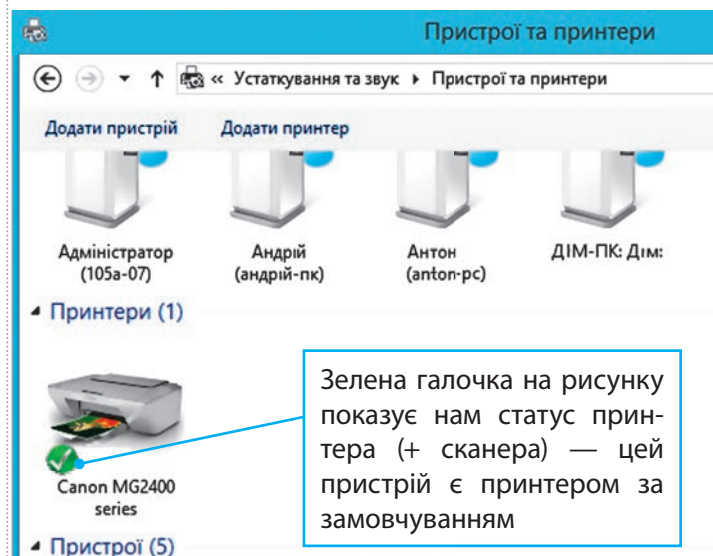 Пристрої та принтери
« Устаткування та звук ▸ Пристрої та принтери
Додати пристрій Додати принтер
Адміністратор (105a-07)
Андрій (андрій-пк)
Антон (anton-pc)
ДІМ-ПК: Дім:
Принтери (1)
Зелена галочка на рисунку
показує нам статус прин-
тера (+ сканера) — цей
пристрій є принтером за
замовчуванням
Canon MG2400
series
Пристрої (5)